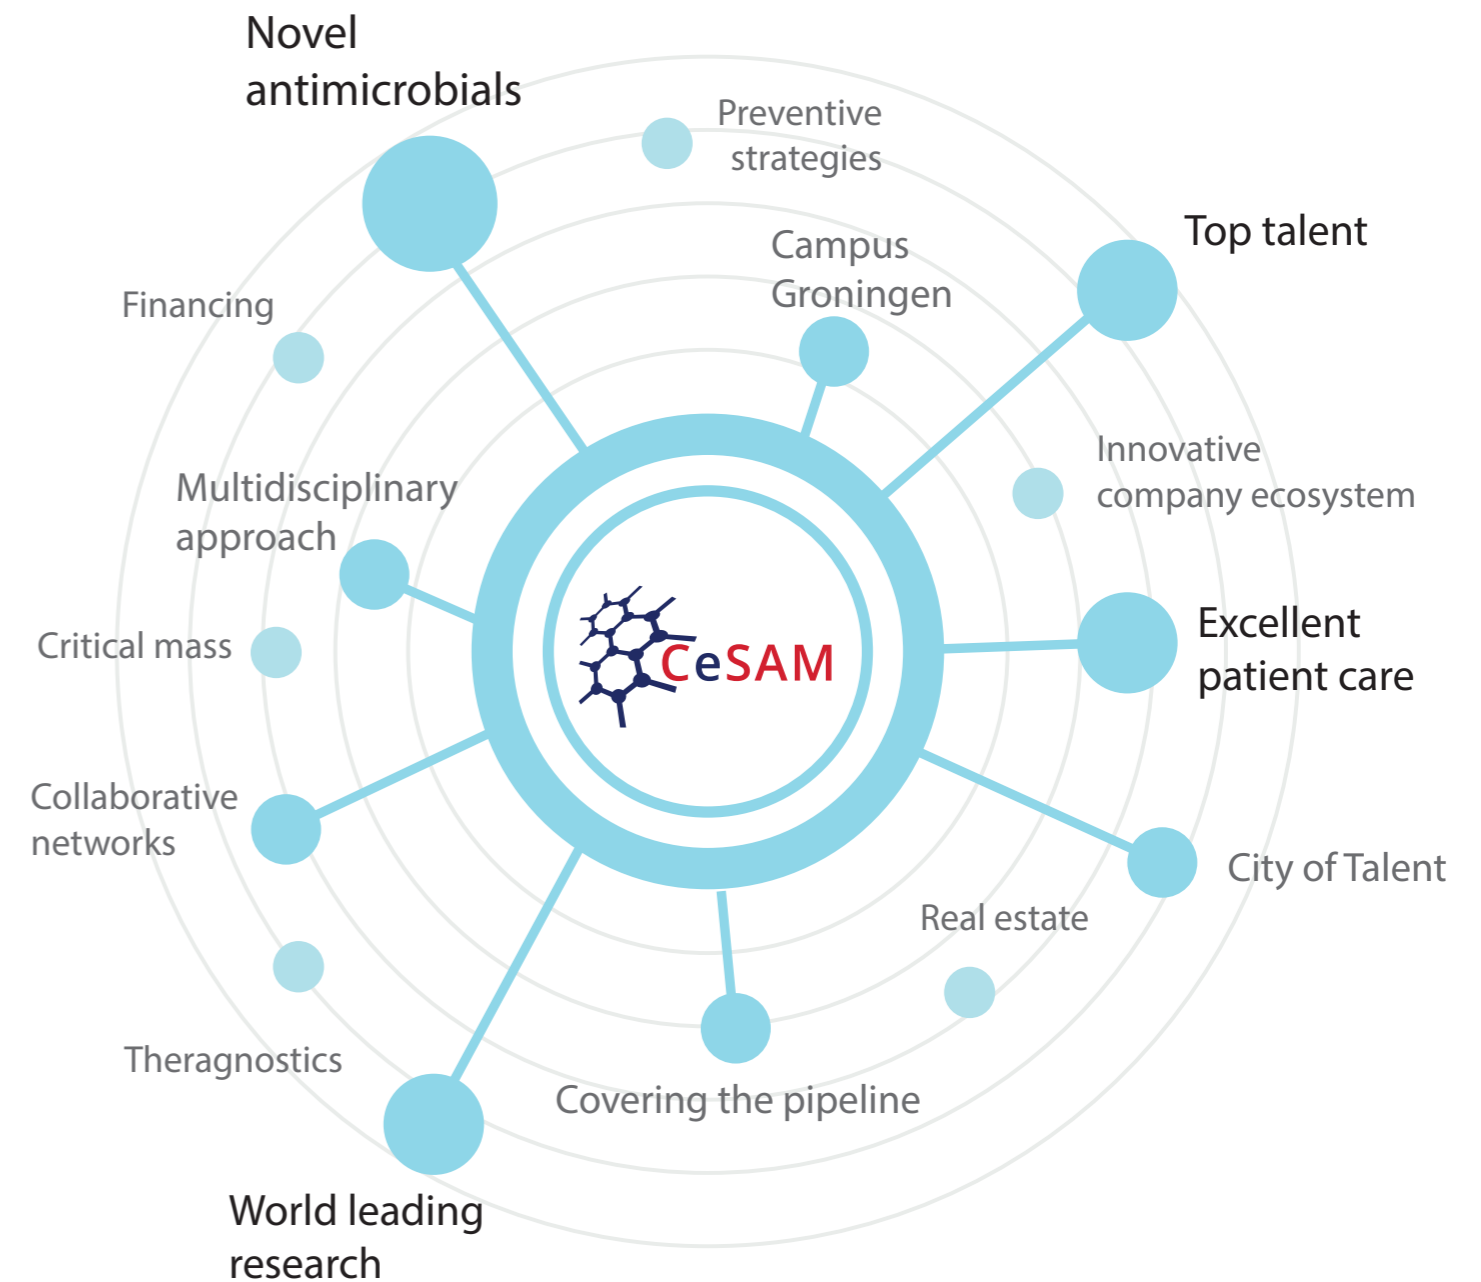 Novel
antimicrobials
Preventive
strategies
Top talent
Campus
Groningen
Financing
Innovative
company ecosystem
Multidisciplinary
approach
Excellent
patient care
Critical mass
CeSAM
Collaborative
networks
City of Talent
Real estate
Theragnostics
Covering the pipeline
World leading
research